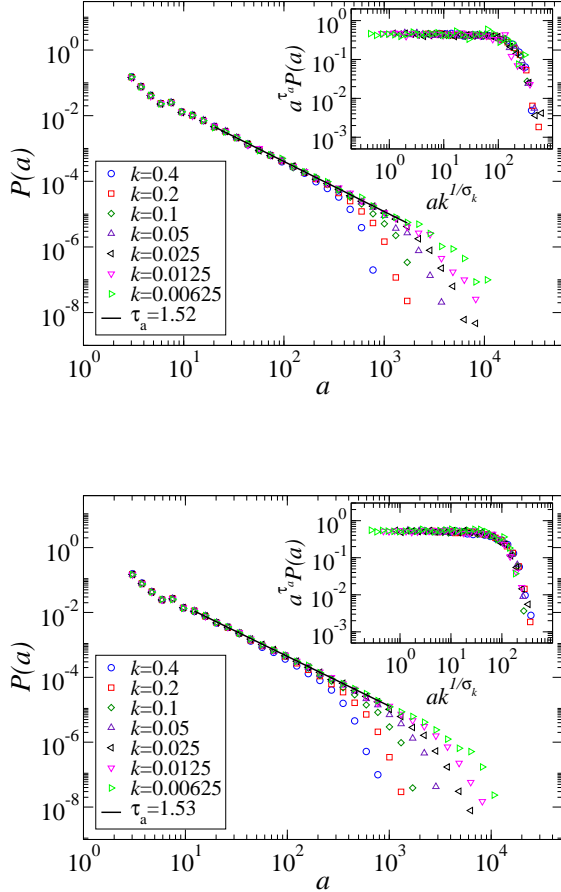 10^0
10^-2
10^-4
10^-6
10^-8
P(a)
10^0
10^1
10^2
10^3
10^4
a
k=0.4
k=0.2
k=0.1
k=0.05
k=0.025
k=0.0125
k=0.00625
τ_a=1.52
10^0
10^-1
10^-2
10^-3
a^τ_a P(a)
10^0
10^1
10^2
ak^1/σ_k
10^0
10^-2
10^-4
10^-6
10^-8
P(a)
10^0
10^1
10^2
10^3
10^4
a
k=0.4
k=0.2
k=0.1
k=0.05
k=0.025
k=0.0125
k=0.00625
τ_a=1.53
10^0
10^-1
10^-2
10^-3
a^τ_a P(a)
10^0
10^1
10^2
ak^1/σ_k